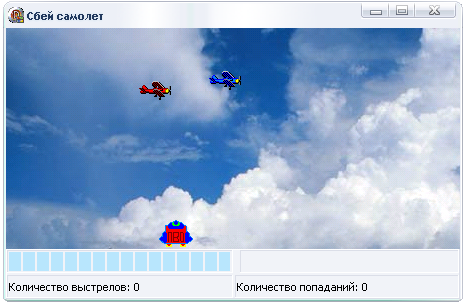 Сбей самолет
Количество выстрелов: 0
Количество попаданий: 0